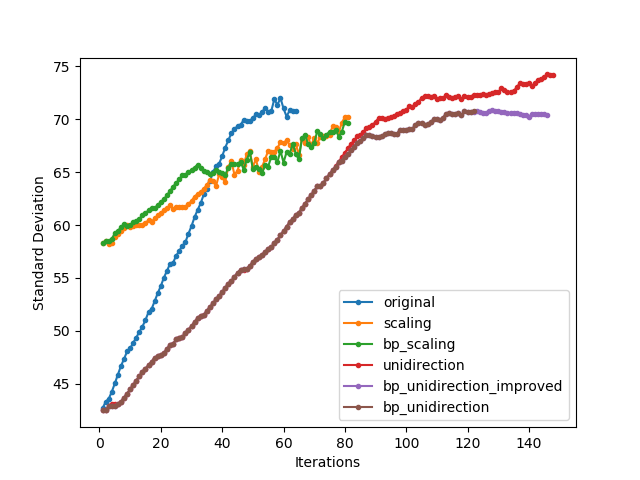 75
70
65
60
55
50
45
Standard Deviation
original
scaling
bp_scaling
unidirection
bp_unidirection_improved
bp_unidirection
0 20 40 60 80 100 120 140
Iterations